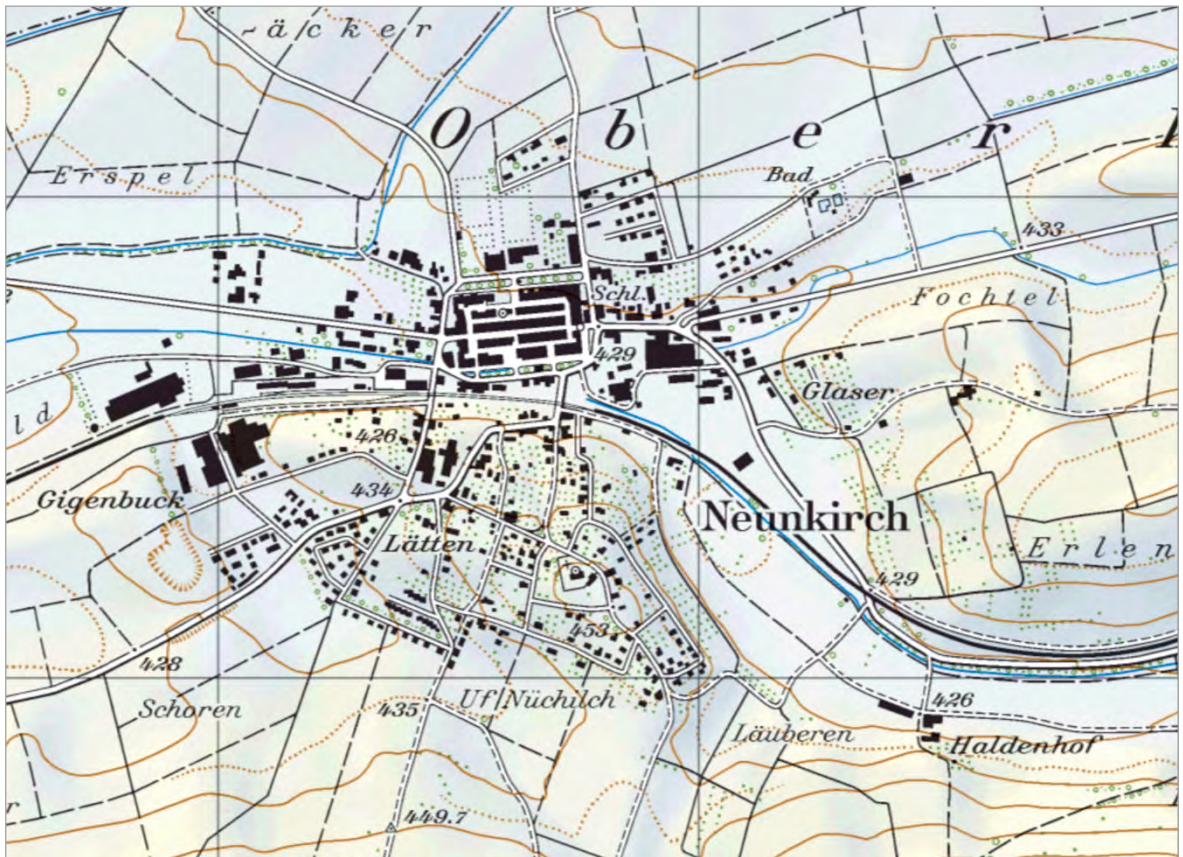 ~äcker
Ober
Erspel
Bad
433
Schl.
Fochtel
429
Glaser
ld
426
Gigenbuck
434
Neunkirch
Lätten
Erlen
429
453
428
Schoren
435
Uf Nüchilch
426
Läuberen
Haldenhof
449.7